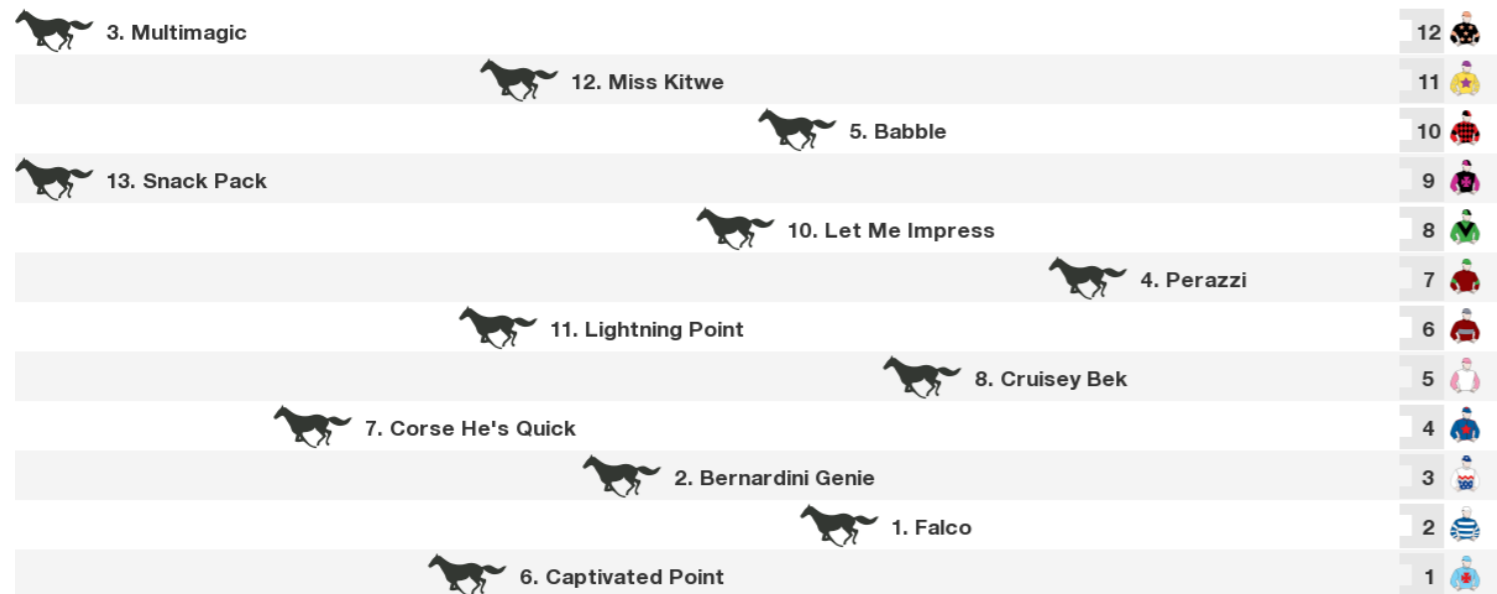 3. Multimagic 12
12. Miss Kitwe 11
5. Babble 10
13. Snack Pack 9
10. Let Me Impress 8
4. Perazzi 7
11. Lightning Point 6
8. Cruisey Bek 5
7. Corse He's Quick 4
2. Bernardini Genie 3
1. Falco 2
6. Captivated Point 1